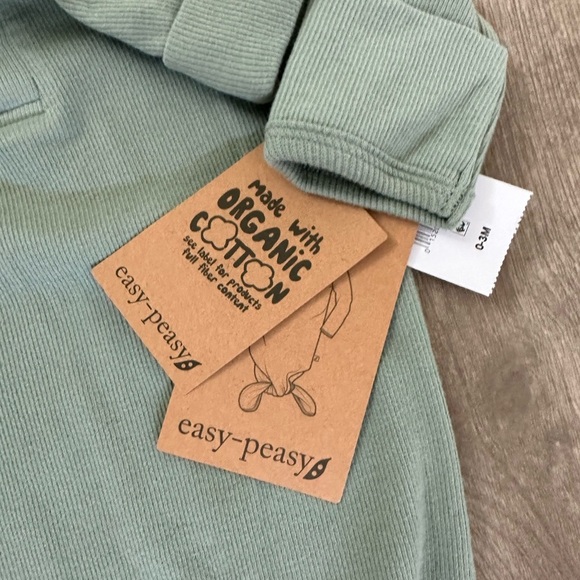 Made with
ORGANIC
COTTON
see label for products
full fiber content
easy-peasy
easy-peasy
0-3M